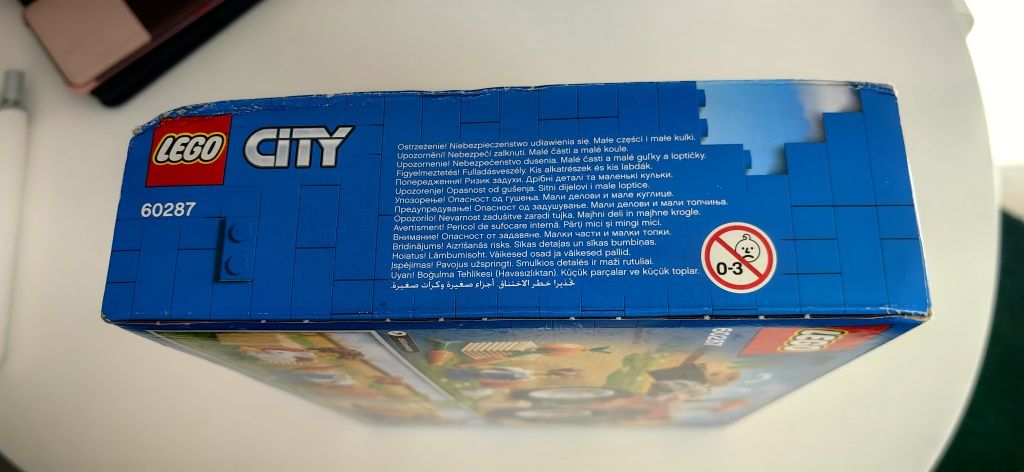 LEGO
CITY
60287
Ostrzeżenie! Niebezpieczeństwo udławienia się. Małe części i małe kulki.
Upozornění! Nebezpečí zalknutí. Malé části a malé koule.
Upozornenie! Nebezpečenstvo dusenia. Malé časti a malé guľky a loptičky.
Figyelmeztetés! Fulladásveszély. Kis alkatrészek és kis labdák.
Попередження! Ризик задухи. Дрібні деталі та маленькі кульки.
Upozorenje! Opasnost od gušenja. Sitni dijelovi i male loptice.
Упозорење! Опасност од гушења. Мали делови и мале куглице.
Предупредување! Опасност од задушување. Мали делови и мали топчиња.
Opozorilo! Nevarnost zadušitve zaradi tujka. Majhni deli in majhne krogle.
Avertisment! Pericol de sufocare internă. Părți mici și mingi mici.
Внимание! Опасност от задавяне. Малки части и малки топки.
Brīdinājums! Aizrīšanās risks. Sīkas detaļas un sīkas bumbiņas.
Hoiatus! Lämbumisoht. Väikesed osad ja väikesed pallid.
Įspėjimas! Pavojus užspringti. Smulkios detalės ir maži rutuliai.
Uyarı! Boğulma Tehlikesi (Havasızlıktan). Küçük parçalar ve küçük toplar.
تحذير! خطر الاختناق. أجزاء صغيرة وكرات صغيرة.
0-3
60287
LEGO